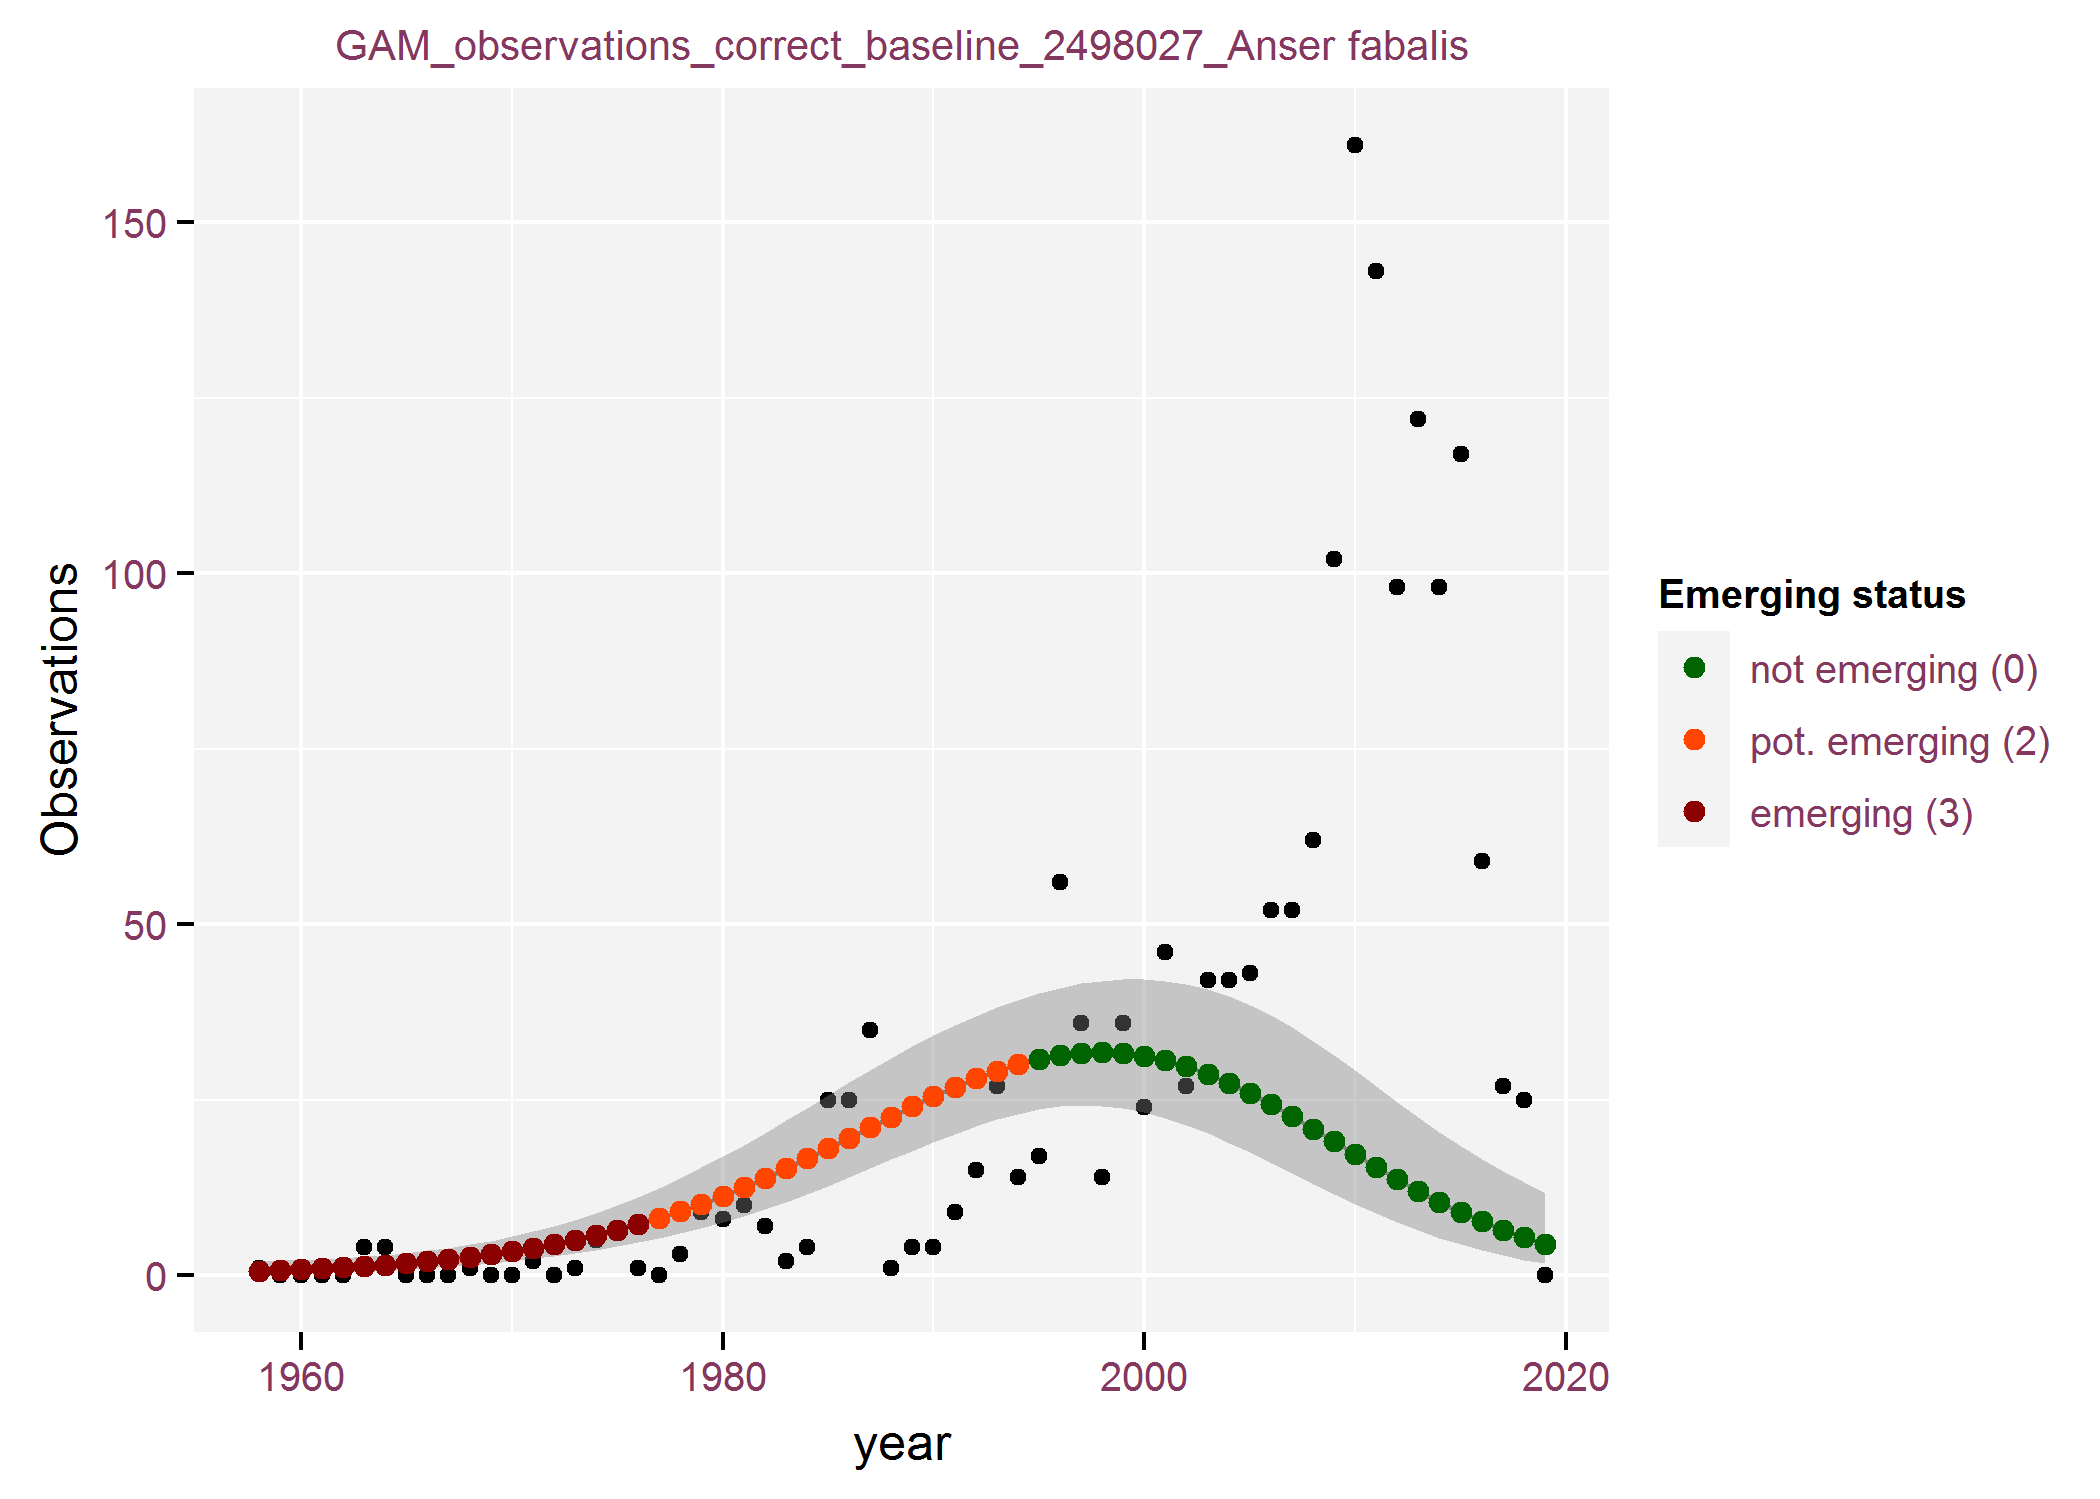 GAM_observations_correct_baseline_2498027_Anser fabalis
Observations
150
100
50
0
1960
1980
2000
2020
year
Emerging status
not emerging (0)
pot. emerging (2)
emerging (3)